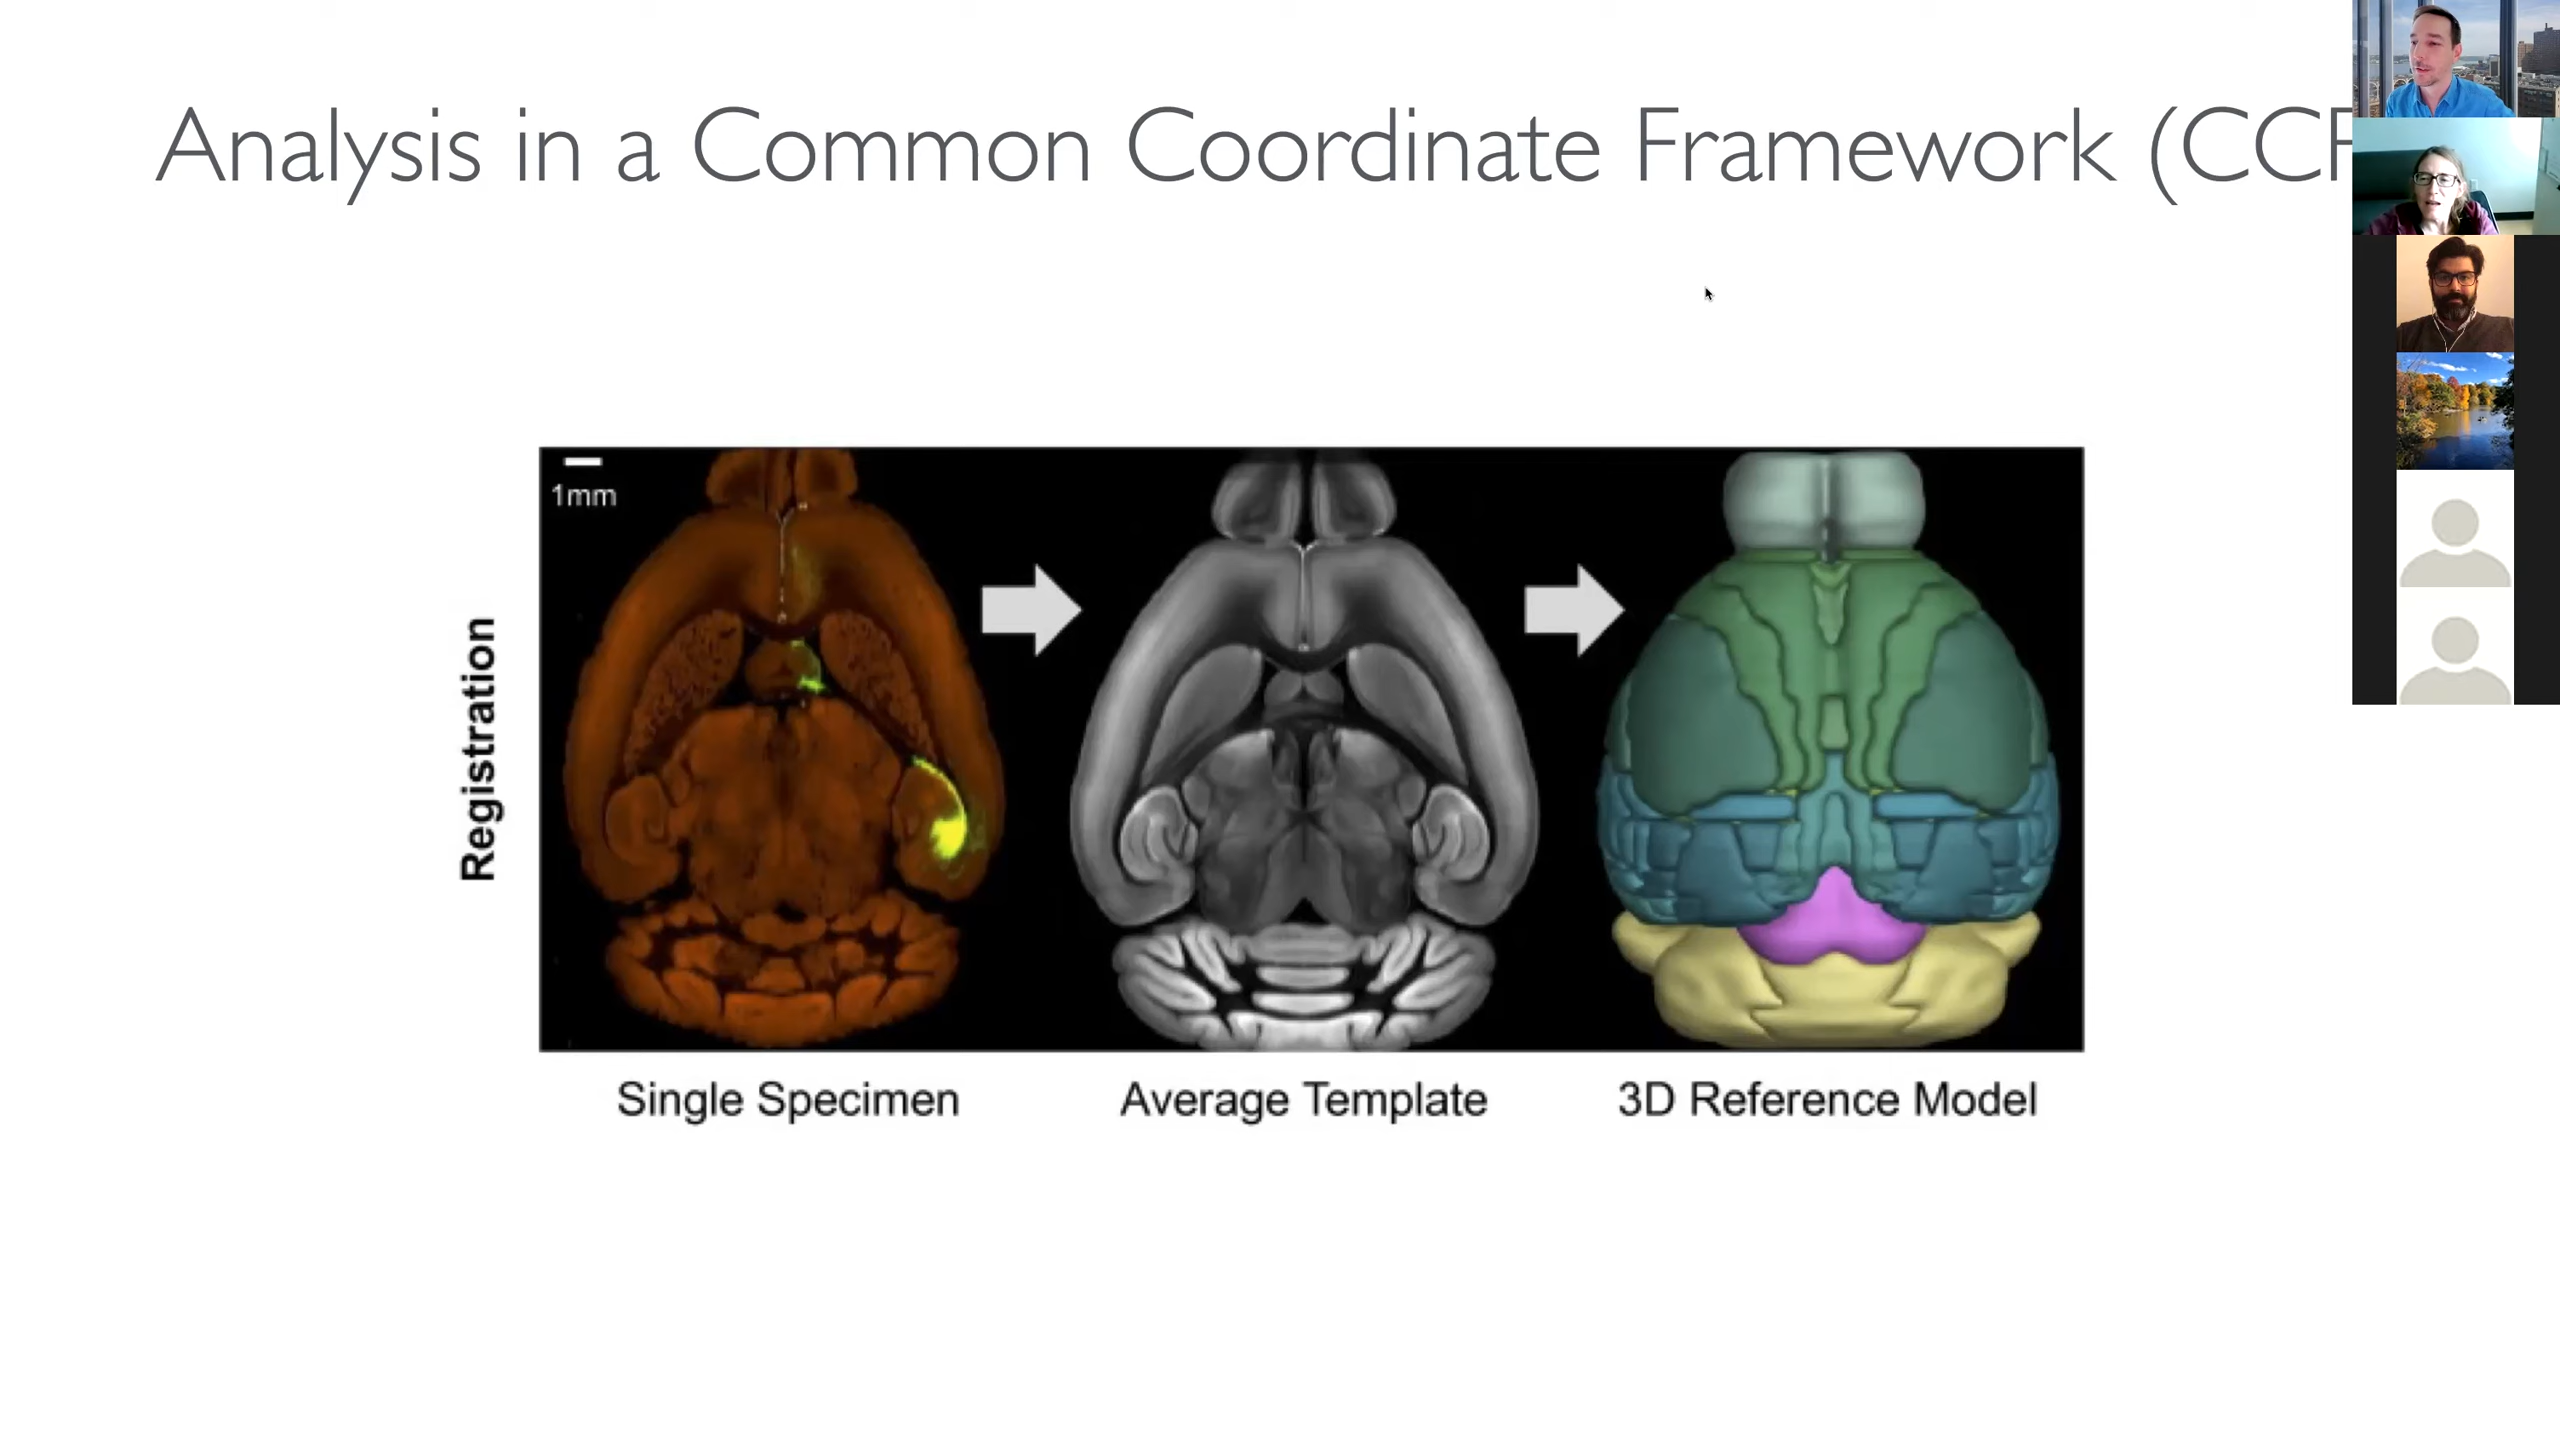 Analysis in a Common Coordinate Framework (CCF
1mm
Registration
Single Specimen
Average Template
3D Reference Model